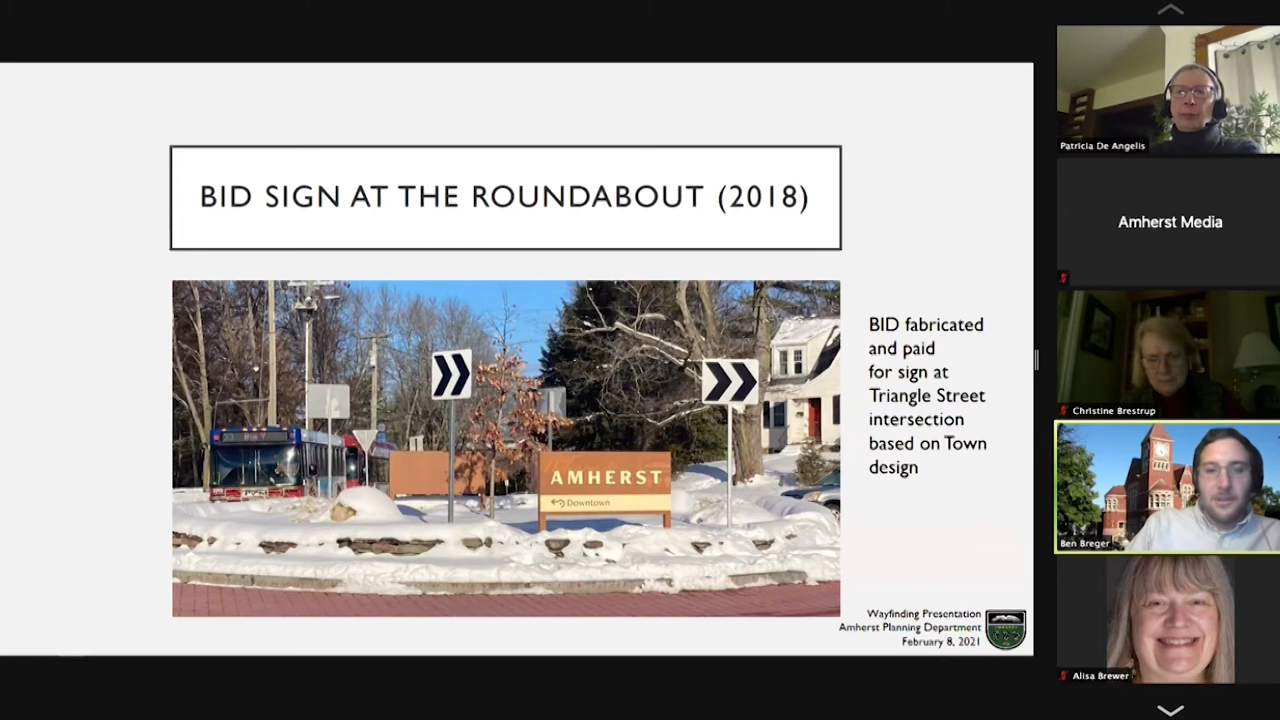 BID SIGN AT THE ROUNDABOUT (2018)
AMHERST
Downtown
BID fabricated
and paid
for sign at
Triangle Street
intersection
based on Town
design
Wayfinding Presentation
Amherst Planning Department
February 8, 2021
Patricia De Angelis
Amherst Media
Christine Brestrup
Ben Breger
Alisa Brewer